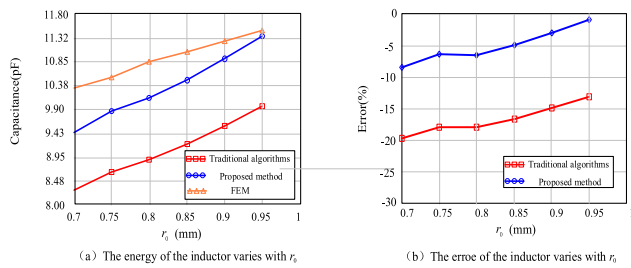 11.80
11.32
10.85
10.38
9.90
9.43
8.95
8.48
8.00
Capacitance(pF)
0.7 0.75 0.8 0.85 0.9 0.95 1
r0 (mm)
Traditional algorithms
Proposed method
FEM
(a) The energy of the inductor varies with r0
0
-5
-10
-15
-20
-25
-30
Error(%)
0.7 0.75 0.8 0.85 0.9 0.95 1
r0 (mm)
Traditional algorithms
Proposed method
(b) The erroe of the inductor varies with r0